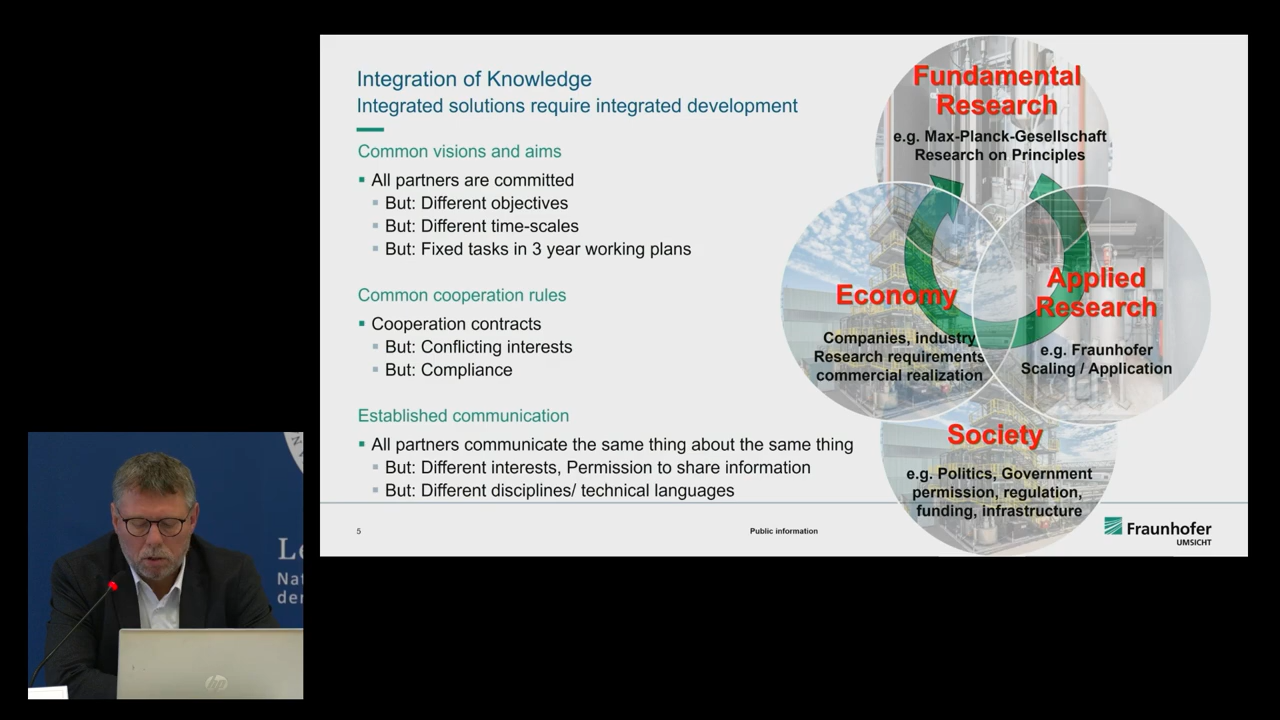 Integration of Knowledge
Integrated solutions require integrated development
Common visions and aims
All partners are committed
But: Different objectives
But: Different time-scales
But: Fixed tasks in 3 year working plans
Common cooperation rules
Cooperation contracts
But: Conflicting interests
But: Compliance
Established communication
All partners communicate the same thing about the same thing
But: Different interests, Permission to share information
But: Different disciplines/ technical languages
Fundamental
Research
e.g. Max-Planck-Gesellschaft
Research on Principles
Economy
Companies, industry
Research requirements
commercial realization
Applied
Research
e.g. Fraunhofer
Scaling / Application
Society
e.g. Politics, Government
permission, regulation,
funding, infrastructure
5
Public information
Fraunhofer
UMSICHT
Le
Nat
der
hp